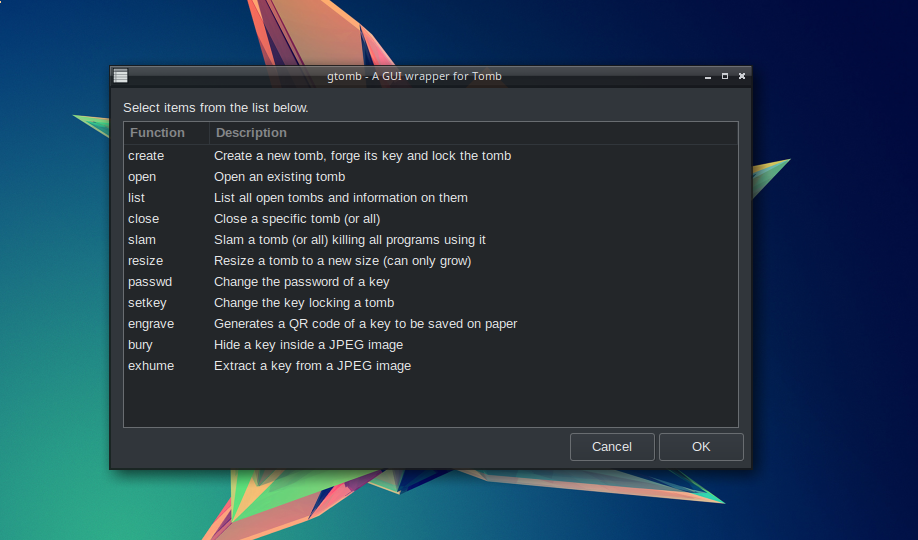 gtomb - A GUI wrapper for Tomb
Select items from the list below.
Function Description
create Create a new tomb, forge its key and lock the tomb
open Open an existing tomb
list List all open tombs and information on them
close Close a specific tomb (or all)
slam Slam a tomb (or all) killing all programs using it
resize Resize a tomb to a new size (can only grow)
passwd Change the password of a key
setkey Change the key locking a tomb
engrave Generates a QR code of a key to be saved on paper
bury Hide a key inside a JPEG image
exhume Extract a key from a JPEG image
Cancel OK